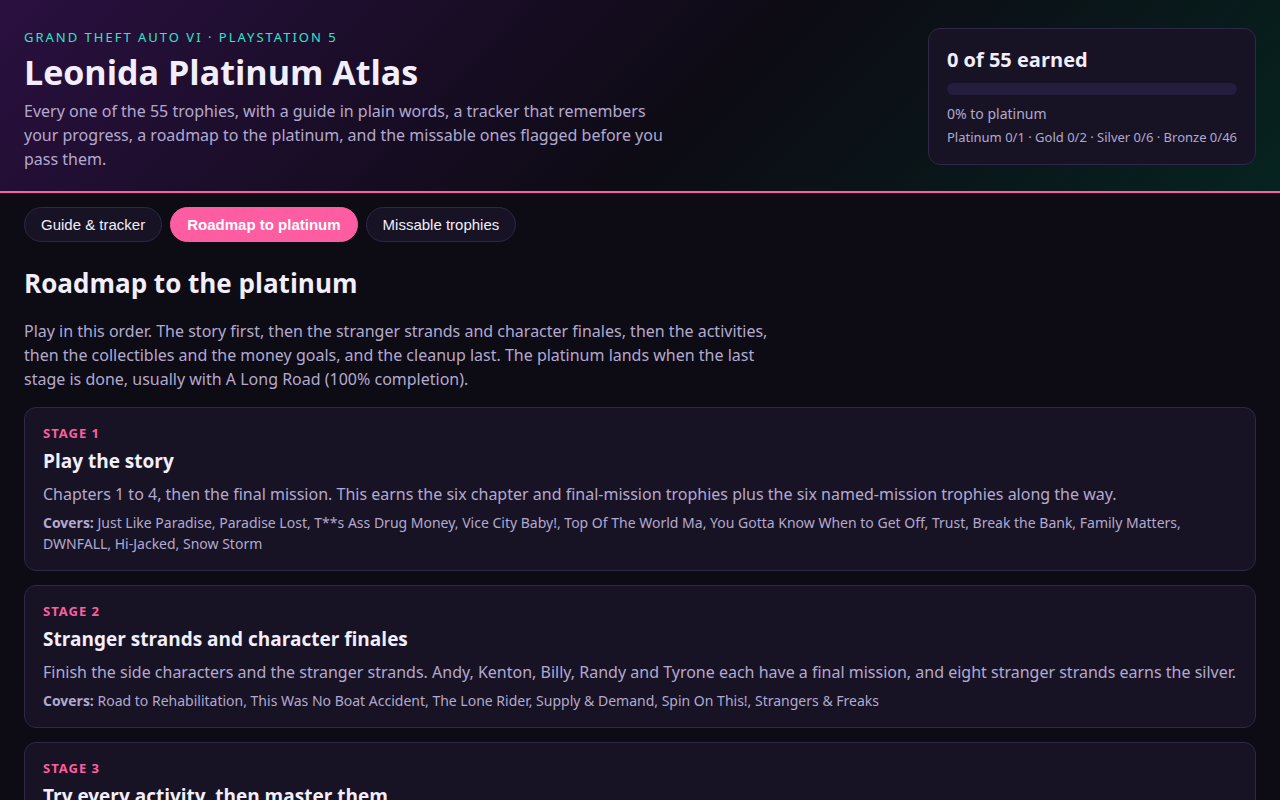 GRAND THEFT AUTO VI · PLAYSTATION 5
Leonida Platinum Atlas
Every one of the 55 trophies, with a guide in plain words, a tracker that remembers
your progress, a roadmap to the platinum, and the missable ones flagged before you
pass them.
0 of 55 earned
0% to platinum
Platinum 0/1 · Gold 0/2 · Silver 0/6 · Bronze 0/46
Guide & tracker
Roadmap to platinum
Missable trophies
Roadmap to the platinum
Play in this order. The story first, then the stranger strands and character finales, then the activities,
then the collectibles and the money goals, and the cleanup last. The platinum lands when the last
stage is done, usually with A Long Road (100% completion).
STAGE 1
Play the story
Chapters 1 to 4, then the final mission. This earns the six chapter and final-mission trophies plus the six named-mission trophies along the way.
Covers: Just Like Paradise, Paradise Lost, T**s Ass Drug Money, Vice City Baby!, Top Of The World Ma, You Gotta Know When to Get Off, Trust, Break the Bank, Family Matters,
DWNFALL, Hi-Jacked, Snow Storm
STAGE 2
Stranger strands and character finales
Finish the side characters and the stranger strands. Andy, Kenton, Billy, Randy and Tyrone each have a final mission, and eight stranger strands earns the silver.
Covers: Road to Rehabilitation, This Was No Boat Accident, The Lone Rider, Supply & Demand, Spin On This!, Strangers & Freaks
STAGE 3
Try every activity, then master them